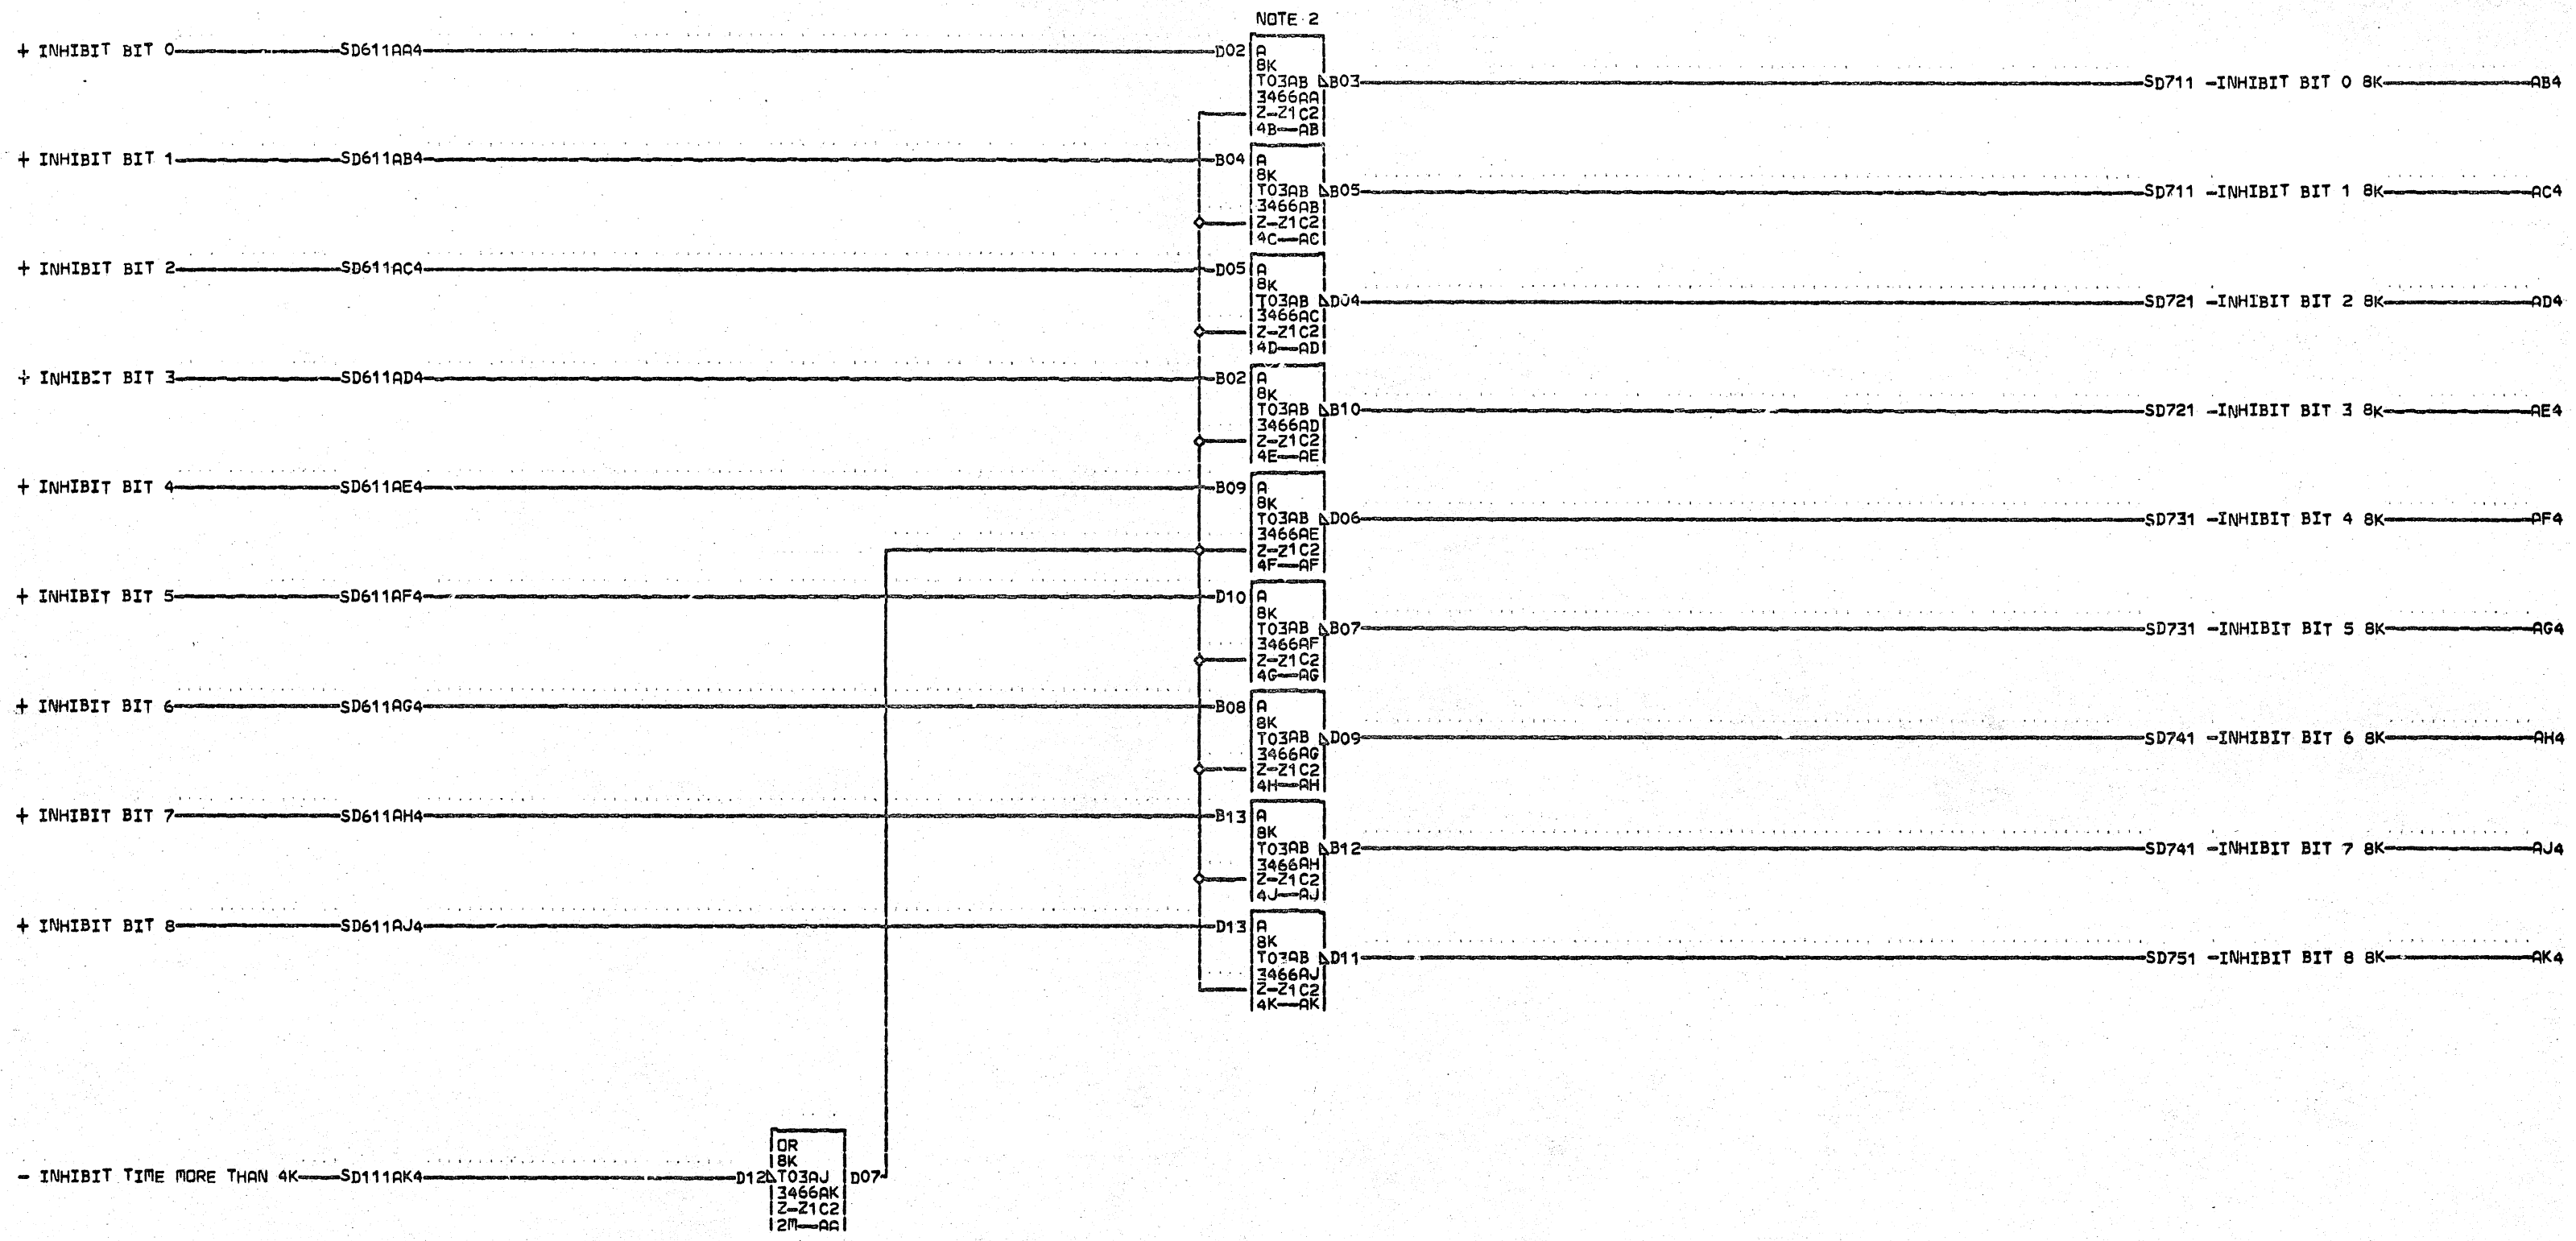 NOTE 2
+ INHIBIT BIT 0 SD611AA4 D02 A
8K
T03AB B03 SD711 -INHIBIT BIT 0 8K AB4
3466AA
Z-Z1C2
4B AB
+ INHIBIT BIT 1 SD611AB4 B04 A
8K
T03AB B05 SD711 -INHIBIT BIT 1 8K AC4
3466AB
Z-Z1C2
4C AC
+ INHIBIT BIT 2 SD611AC4 D05 A
8K
T03AB D04 SD721 -INHIBIT BIT 2 8K AD4
3466AC
Z-Z1C2
4D AD
+ INHIBIT BIT 3 SD611AD4 B02 A
8K
T03AB B10 SD721 -INHIBIT BIT 3 8K AE4
3466AD
Z-Z1C2
4E AE
+ INHIBIT BIT 4 SD611AE4 B09 A
8K
T03AB D06 SD731 -INHIBIT BIT 4 8K AF4
3466AE
Z-Z1C2
4F AF
+ INHIBIT BIT 5 SD611AF4 D10 A
8K
T03AB B07 SD731 -INHIBIT BIT 5 8K AG4
3466AF
Z-Z1C2
4G AG
+ INHIBIT BIT 6 SD611AG4 B08 A
8K
T03AB D09 SD741 -INHIBIT BIT 6 8K AH4
3466AG
Z-Z1C2
4H AH
+ INHIBIT BIT 7 SD611AH4 B13 A
8K
T03AB B12 SD741 -INHIBIT BIT 7 8K AJ4
3466AH
Z-Z1C2
4J AJ
+ INHIBIT BIT 8 SD611AJ4 D13 A
8K
T03AB D11 SD751 -INHIBIT BIT 8 8K AK4
3466AJ
Z-Z1C2
4K AK
OR
8K
- INHIBIT TIME MORE THAN 4K SD111AK4 D12 T03AJ D07
3466AK
Z-Z1C2
2M AA